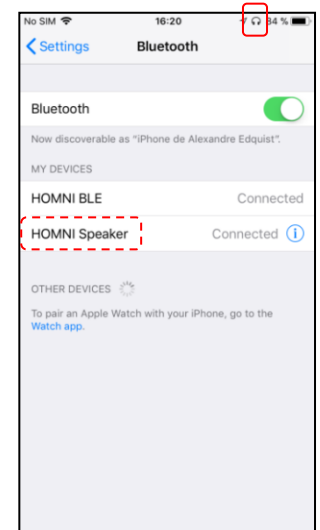 No SIM 16:20 84 %
Settings Bluetooth
Bluetooth
Now discoverable as “iPhone de Alexandre Edquist”.
MY DEVICES
HOMNI BLE Connected
HOMNI Speaker Connected
OTHER DEVICES
To pair an Apple Watch with your iPhone, go to the
Watch app.